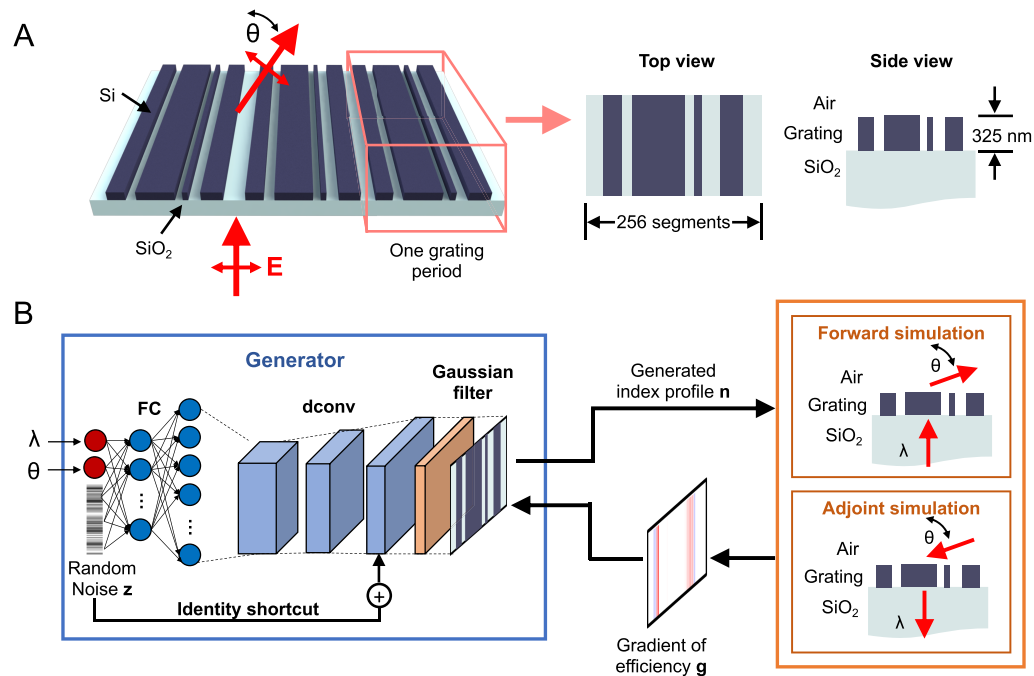 A
θ
Si
SiO₂
E
One grating
period
Top view
256 segments
Side view
Air
Grating
SiO₂
325 nm
B
Generator
λ
θ
FC
dconv
Gaussian
filter
...
...
Random
Noise z
Identity shortcut
+
Generated
index profile n
Gradient of
efficiency g
Forward simulation
θ
Air
Grating
SiO₂
λ
Adjoint simulation
θ
Air
Grating
SiO₂
λ